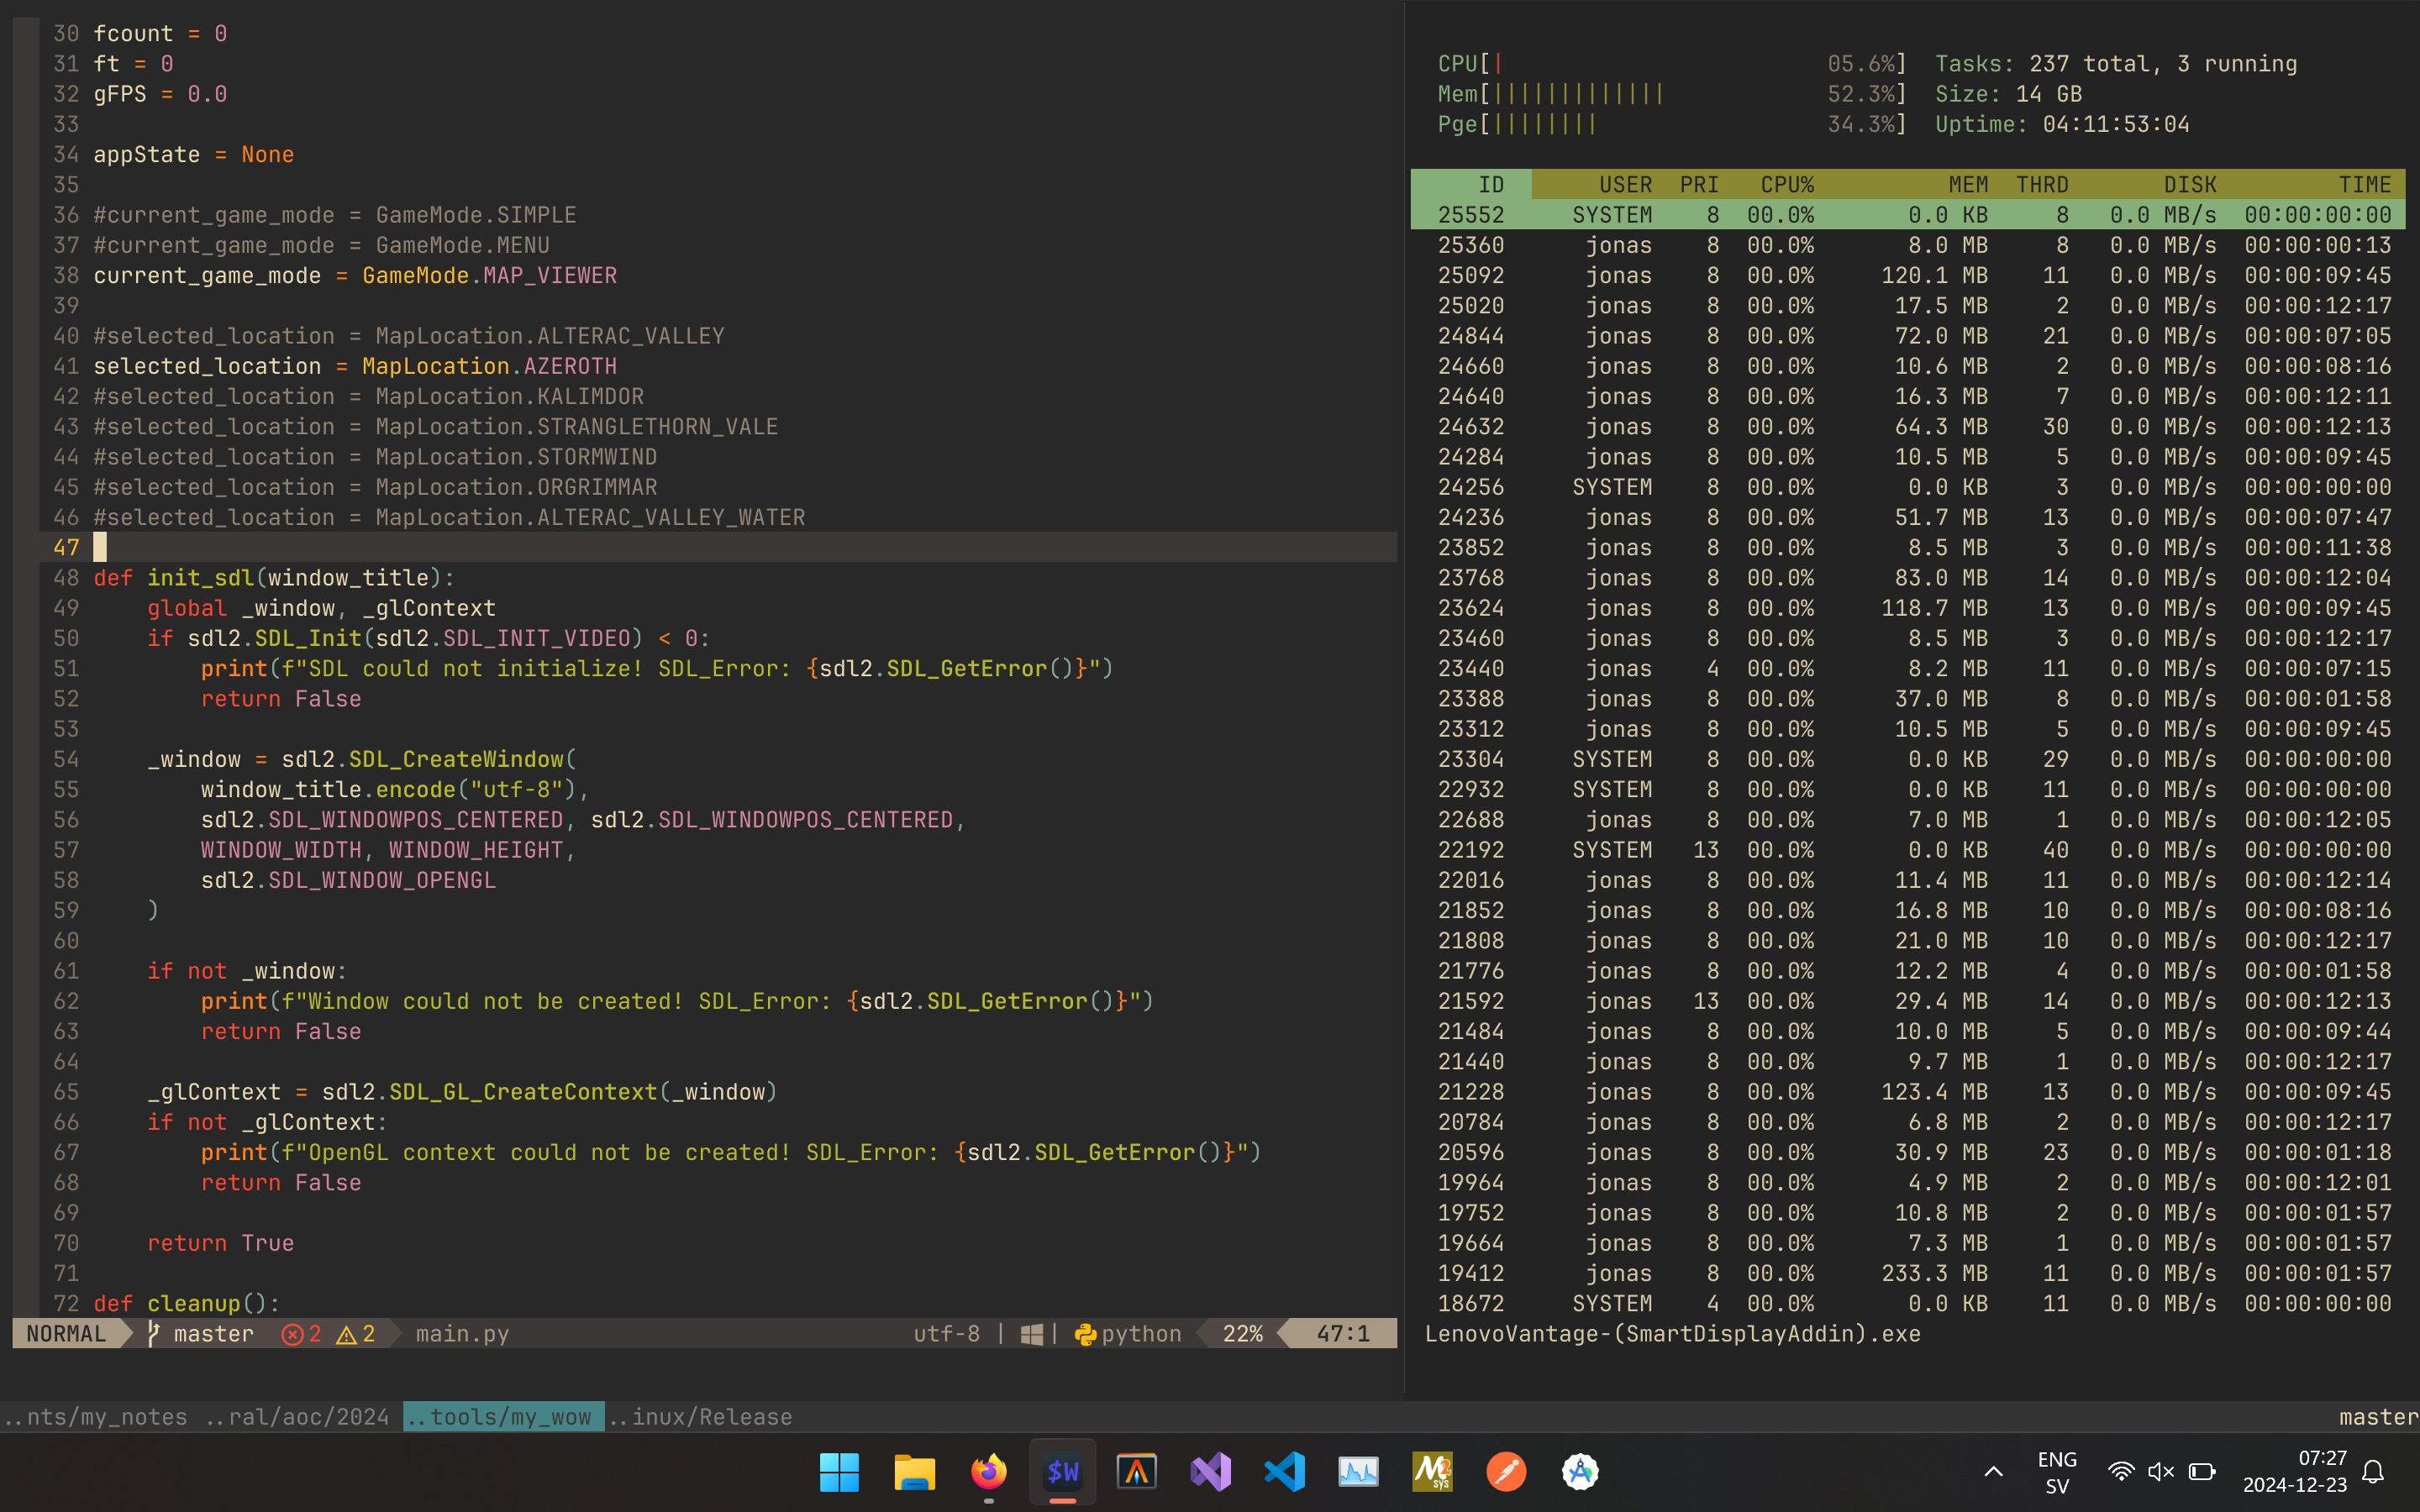 30 fcount = 0
31 ft = 0
32 gFPS = 0.0
33
34 appState = None
35
36 #current_game_mode = GameMode.SIMPLE
37 #current_game_mode = GameMode.MENU
38 current_game_mode = GameMode.MAP_VIEWER
39
40 #selected_location = MapLocation.ALTERAC_VALLEY
41 selected_location = MapLocation.AZEROTH
42 #selected_location = MapLocation.KALIMDOR
43 #selected_location = MapLocation.STRANGLETHORN_VALE
44 #selected_location = MapLocation.STORMWIND
45 #selected_location = MapLocation.ORGRIMMAR
46 #selected_location = MapLocation.ALTERAC_VALLEY_WATER
47
48 def init_sdl(window_title):
49     global _window, _glContext
50     if sdl2.SDL_Init(sdl2.SDL_INIT_VIDEO) < 0:
51         print(f"SDL could not initialize! SDL_Error: {sdl2.SDL_GetError()}")
52         return False
53
54     _window = sdl2.SDL_CreateWindow(
55         window_title.encode("utf-8"),
56         sdl2.SDL_WINDOWPOS_CENTERED, sdl2.SDL_WINDOWPOS_CENTERED,
57         WINDOW_WIDTH, WINDOW_HEIGHT,
58         sdl2.SDL_WINDOW_OPENGL
59     )
60
61     if not _window:
62         print(f"Window could not be created! SDL_Error: {sdl2.SDL_GetError()}")
63         return False
64
65     _glContext = sdl2.SDL_GL_CreateContext(_window)
66     if not _glContext:
67         print(f"OpenGL context could not be created! SDL_Error: {sdl2.SDL_GetError()}")
68         return False
69
70     return True
71
72 def cleanup():
NORMAL master 2 2 main.py utf-8 | | python 22% 47:1
CPU[| 05.6%] Tasks: 237 total, 3 running
Mem[||||||||||||| 52.3%] Size: 14 GB
Pge[|||||||| 34.3%] Uptime: 04:11:53:04
ID USER PRI CPU% MEM THRD DISK TIME
25552 SYSTEM 8 00.0% 0.0 KB 8 0.0 MB/s 00:00:00:00
25360 jonas 8 00.0% 8.0 MB 8 0.0 MB/s 00:00:00:13
25092 jonas 8 00.0% 120.1 MB 11 0.0 MB/s 00:00:09:45
25020 jonas 8 00.0% 17.5 MB 2 0.0 MB/s 00:00:12:17
24844 jonas 8 00.0% 72.0 MB 21 0.0 MB/s 00:00:07:05
24660 jonas 8 00.0% 10.6 MB 2 0.0 MB/s 00:00:08:16
24640 jonas 8 00.0% 16.3 MB 7 0.0 MB/s 00:00:12:11
24632 jonas 8 00.0% 64.3 MB 30 0.0 MB/s 00:00:12:13
24284 jonas 8 00.0% 10.5 MB 5 0.0 MB/s 00:00:09:45
24256 SYSTEM 8 00.0% 0.0 KB 3 0.0 MB/s 00:00:00:00
24236 jonas 8 00.0% 51.7 MB 13 0.0 MB/s 00:00:07:47
23852 jonas 8 00.0% 8.5 MB 3 0.0 MB/s 00:00:11:38
23768 jonas 8 00.0% 83.0 MB 14 0.0 MB/s 00:00:12:04
23624 jonas 8 00.0% 118.7 MB 13 0.0 MB/s 00:00:09:45
23460 jonas 8 00.0% 8.5 MB 3 0.0 MB/s 00:00:12:17
23440 jonas 4 00.0% 8.2 MB 11 0.0 MB/s 00:00:07:15
23388 jonas 8 00.0% 37.0 MB 8 0.0 MB/s 00:00:01:58
23312 jonas 8 00.0% 10.5 MB 5 0.0 MB/s 00:00:09:45
23304 SYSTEM 8 00.0% 0.0 KB 29 0.0 MB/s 00:00:00:00
22932 SYSTEM 8 00.0% 0.0 KB 11 0.0 MB/s 00:00:00:00
22688 jonas 8 00.0% 7.0 MB 1 0.0 MB/s 00:00:12:05
22192 SYSTEM 13 00.0% 0.0 KB 40 0.0 MB/s 00:00:00:00
22016 jonas 8 00.0% 11.4 MB 11 0.0 MB/s 00:00:12:14
21852 jonas 8 00.0% 16.8 MB 10 0.0 MB/s 00:00:08:16
21808 jonas 8 00.0% 21.0 MB 10 0.0 MB/s 00:00:12:17
21776 jonas 8 00.0% 12.2 MB 4 0.0 MB/s 00:00:01:58
21592 jonas 13 00.0% 29.4 MB 14 0.0 MB/s 00:00:12:13
21484 jonas 8 00.0% 10.0 MB 5 0.0 MB/s 00:00:09:44
21440 jonas 8 00.0% 9.7 MB 1 0.0 MB/s 00:00:12:17
21228 jonas 8 00.0% 123.4 MB 13 0.0 MB/s 00:00:09:45
20784 jonas 8 00.0% 6.8 MB 2 0.0 MB/s 00:00:12:17
20596 jonas 8 00.0% 30.9 MB 23 0.0 MB/s 00:00:01:18
19964 jonas 8 00.0% 4.9 MB 2 0.0 MB/s 00:00:12:01
19752 jonas 8 00.0% 10.8 MB 2 0.0 MB/s 00:00:01:57
19664 jonas 8 00.0% 7.3 MB 1 0.0 MB/s 00:00:01:57
19412 jonas 8 00.0% 233.3 MB 11 0.0 MB/s 00:00:01:57
18672 SYSTEM 4 00.0% 0.0 KB 11 0.0 MB/s 00:00:00:00
LenovoVantage-(SmartDisplayAddin).exe
..nts/my_notes ..ral/aoc/2024 ..tools/my_wow ..inux/Release master
$W M2 sys
ENG
SV
07:27
2024-12-23